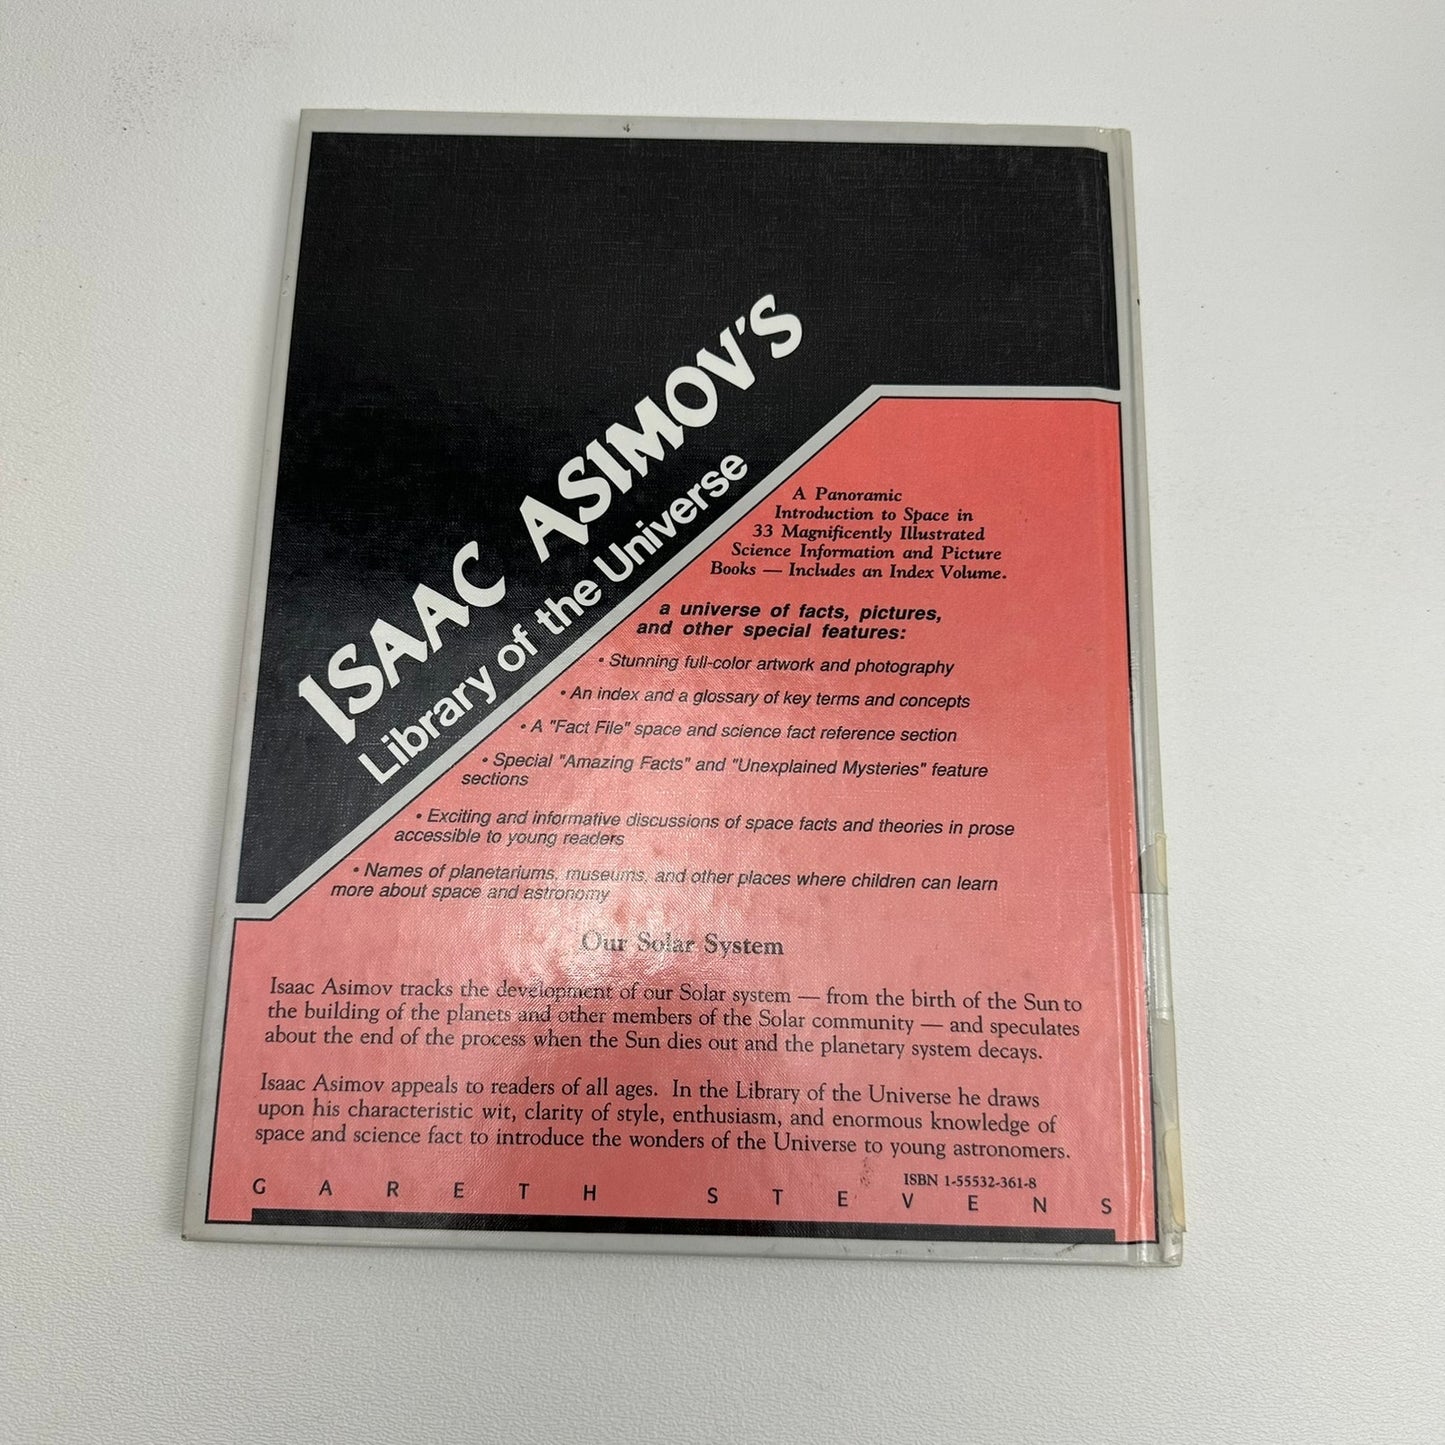 ISAAC ASIMOV'S
Library of the Universe
A Panoramic
Introduction to Space in
33 Magnificently Illustrated
Science Information and Picture
Books — Includes an Index Volume.
a universe of facts, pictures,
and other special features:
• Stunning full-color artwork and photography
• An index and a glossary of key terms and concepts
• A "Fact File" space and science fact reference section
• Special "Amazing Facts" and "Unexplained Mysteries" feature
sections
• Exciting and informative discussions of space facts and theories in prose
accessible to young readers
• Names of planetariums, museums, and other places where children can learn
more about space and astronomy
Our Solar System
Isaac Asimov tracks the development of our Solar system — from the birth of the Sun to
the building of the planets and other members of the Solar community — and speculates
about the end of the process when the Sun dies out and the planetary system decays.
Isaac Asimov appeals to readers of all ages. In the Library of the Universe he draws
upon his characteristic wit, clarity of style, enthusiasm, and enormous knowledge of
space and science fact to introduce the wonders of the Universe to young astronomers.
ISBN 1-55532-361-8
GARETH STEVENS